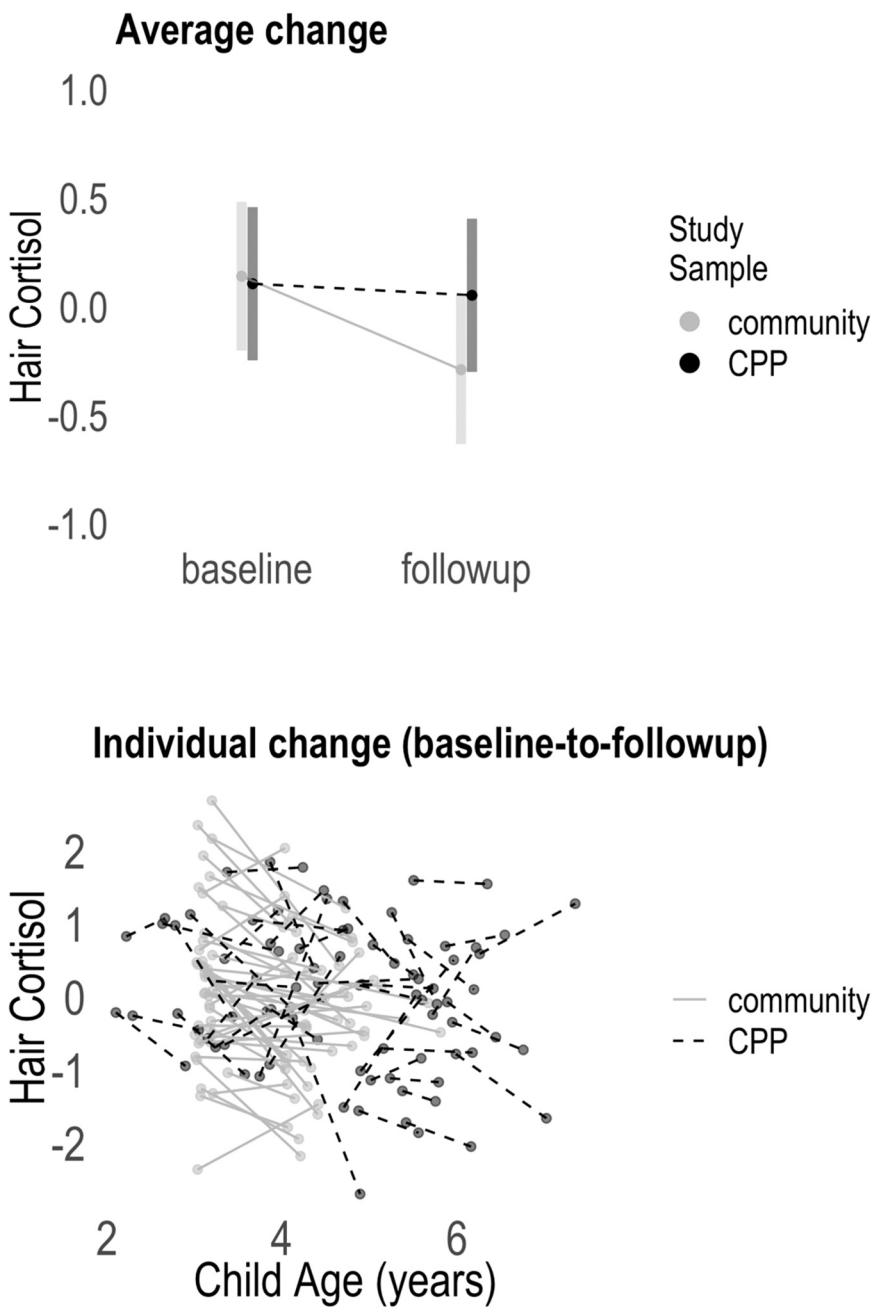 Average change
1.0
0.5
0.0
-0.5
-1.0
Hair Cortisol
baseline
followup
Study
Sample
community
CPP
Individual change (baseline-to-followup)
2
1
0
-1
-2
Hair Cortisol
2
4
6
Child Age (years)
community
CPP